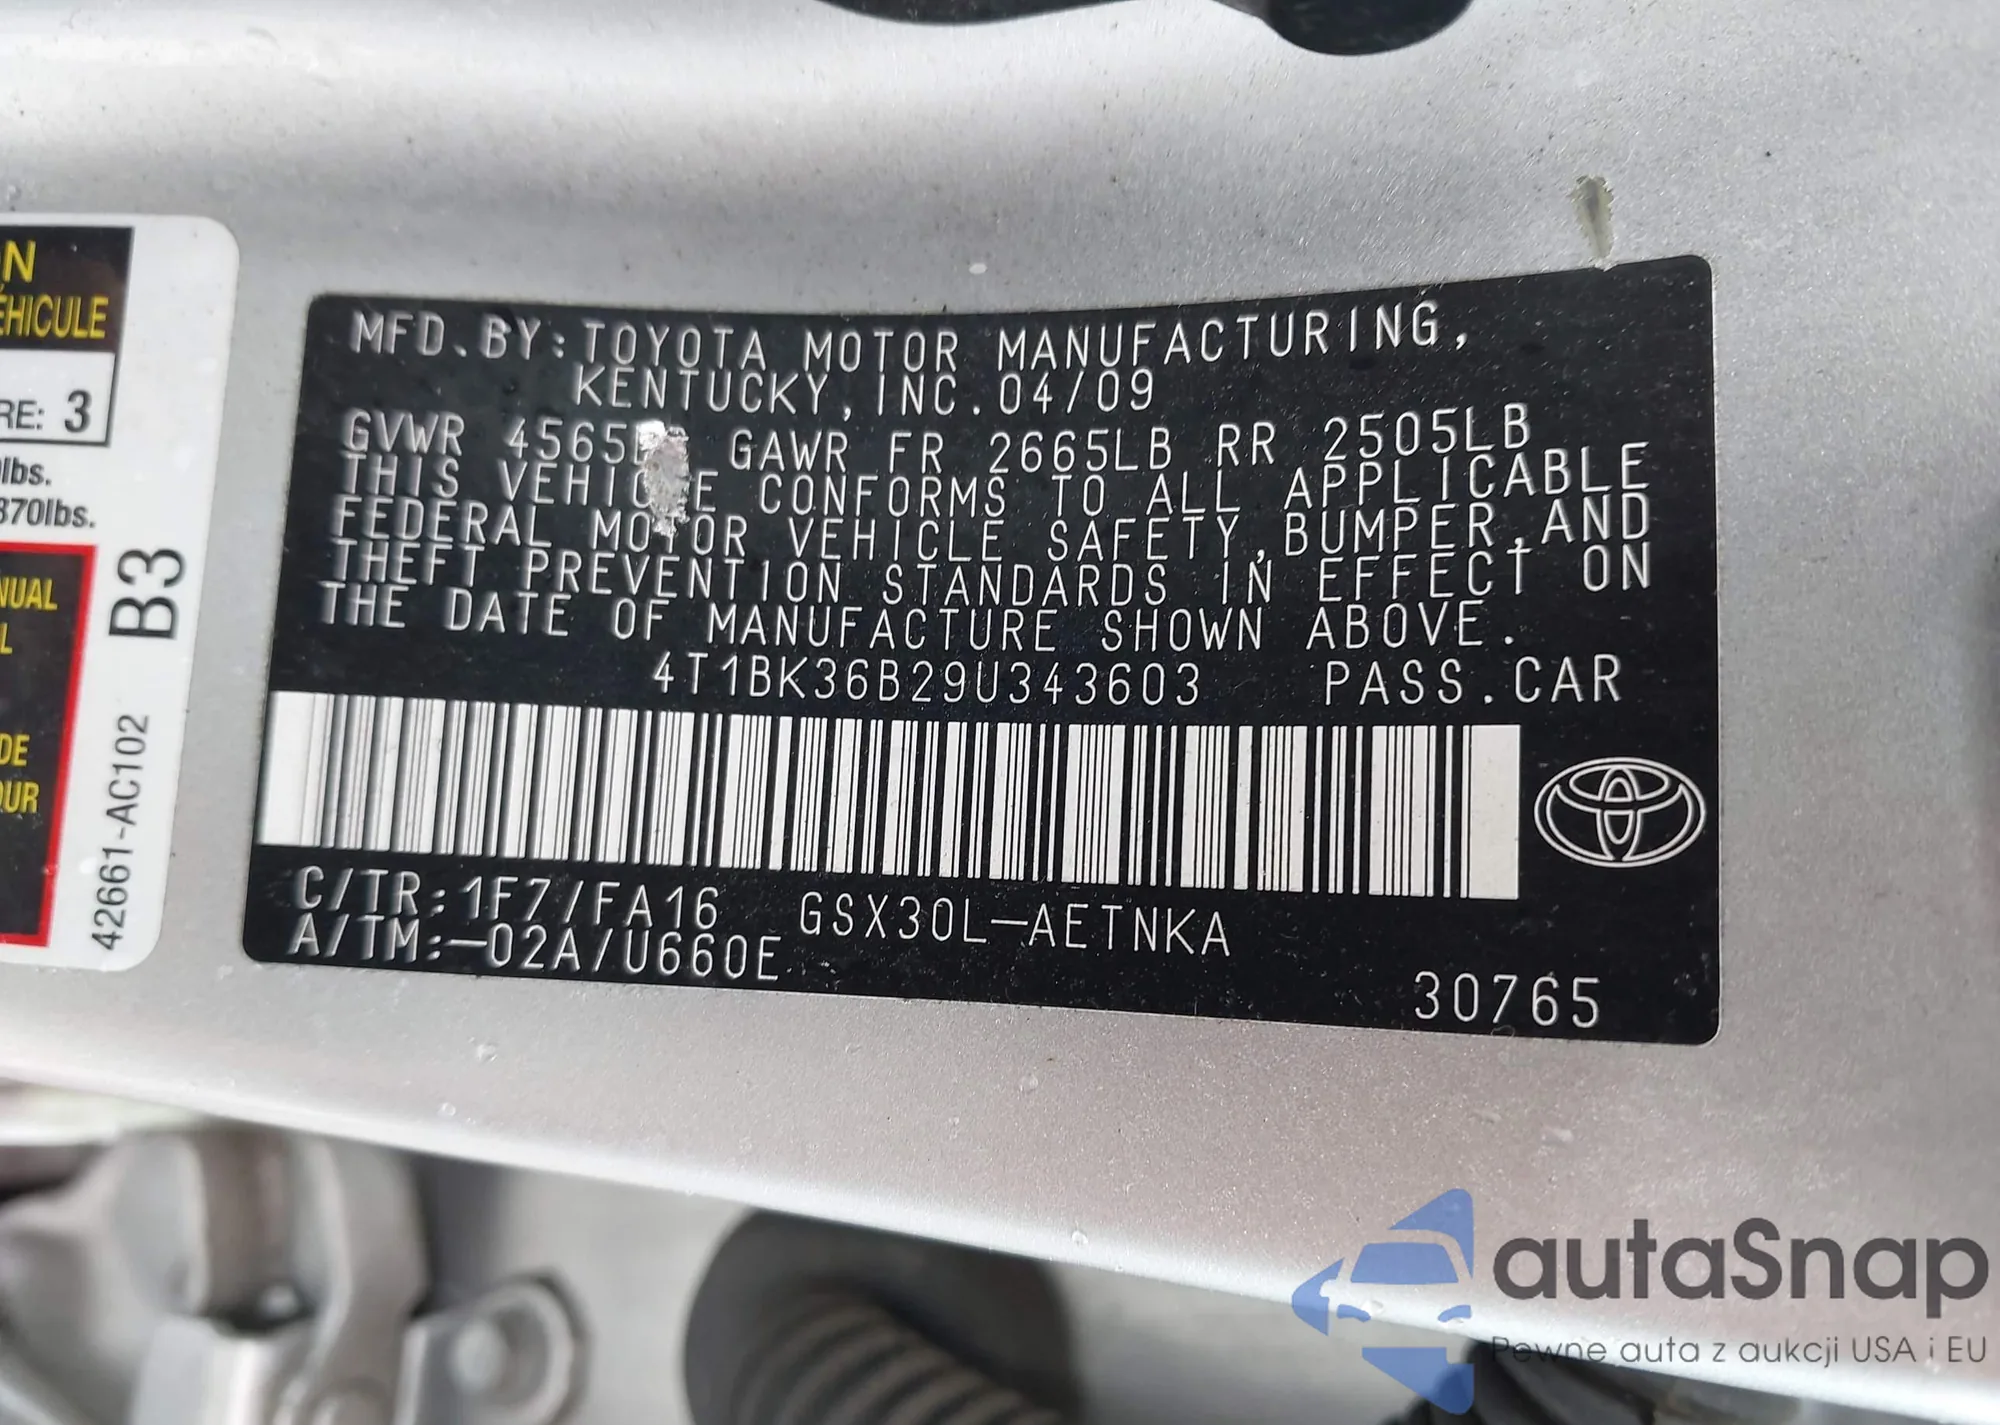 N
ÉHICULE
RE: 3
lbs.
870lbs.
NUAL
L
DE
OUR
B3
42661-AC102
MFD.BY:TOYOTA MOTOR MANUFACTURING,
KENTUCKY,INC.04/09
GVWR 4565 GAWR FR 2665LB RR 2505LB
THIS VEHICLE CONFORMS TO ALL APPLICABLE
FEDERAL MOTOR VEHICLE SAFETY,BUMPER,AND
THEFT PREVENTION STANDARDS IN EFFECT ON
THE DATE OF MANUFACTURE SHOWN ABOVE.
4T1BK36B29U343603 PASS.CAR
C/TR:1F7/FA16 GSX30L-AETNKA
A/TM:-02A/U660E
30765
autaSnap
Pewne auta z aukcji USA i EU